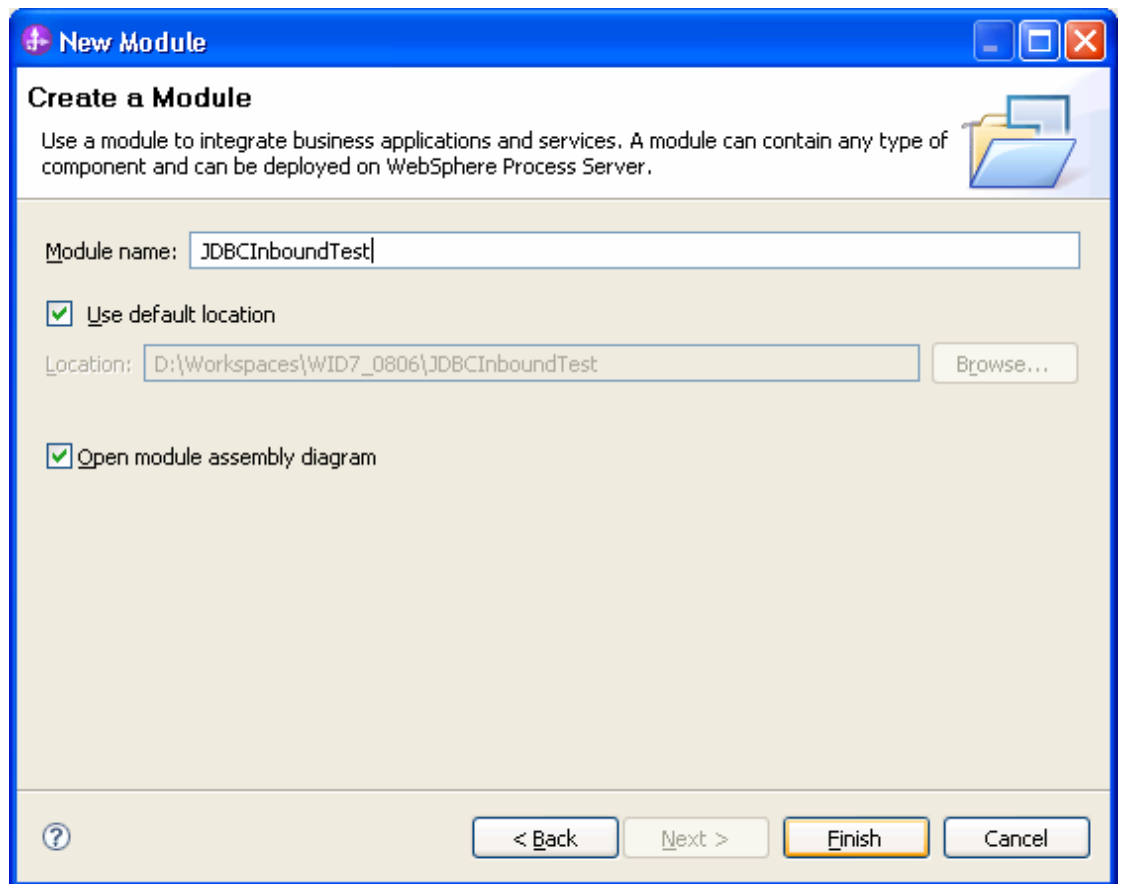 New Module
Create a Module
Use a module to integrate business applications and services. A module can contain any type of
component and can be deployed on WebSphere Process Server.
Module name: JDBCInboundTest
Use default location
Location: D:\Workspaces\WID7_0806\JDBCInboundTest Browse...
Open module assembly diagram
? < Back Next > Finish Cancel